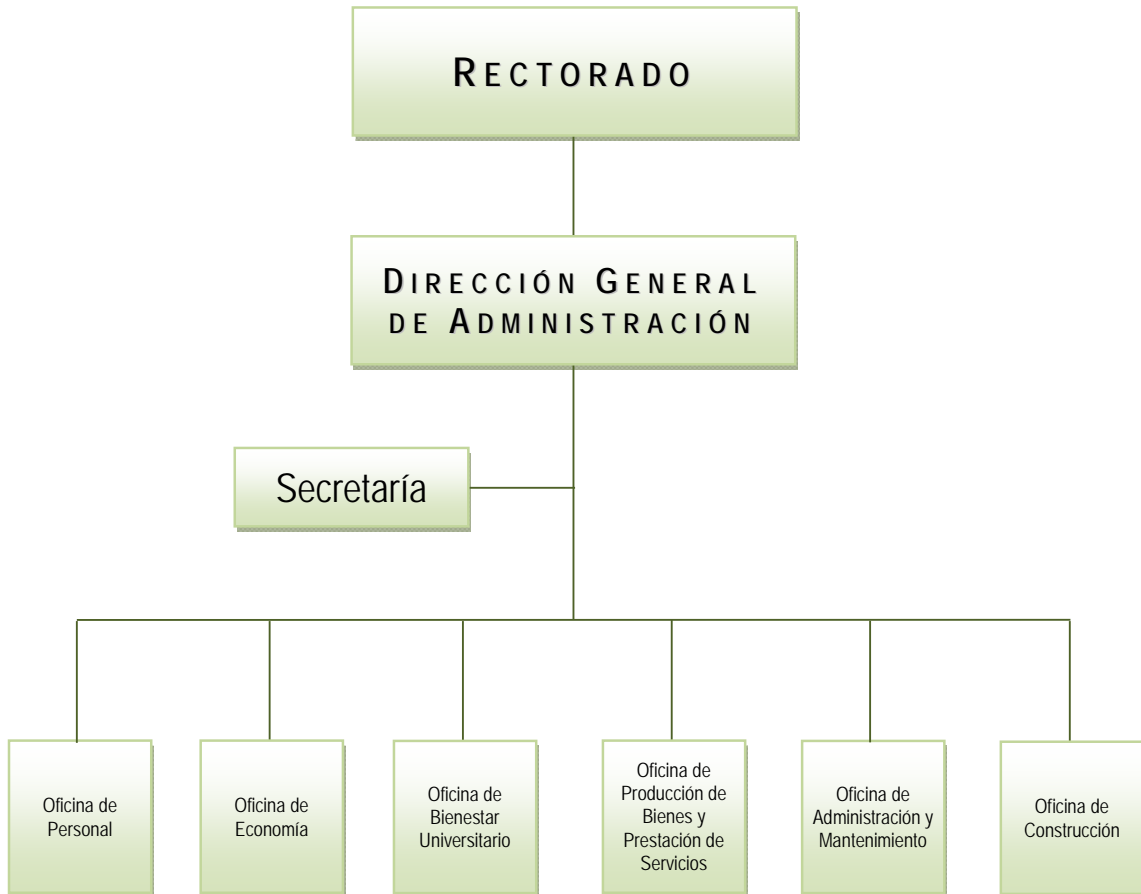 RECTORADO
DIRECCIÓN GENERAL
DE ADMINISTRACIÓN
Secretaría
Oficina de
Personal
Oficina de
Economía
Oficina de
Bienestar
Universitario
Oficina de
Producción de
Bienes y
Prestación de
Servicios
Oficina de
Administración y
Mantenimiento
Oficina de
Construcción